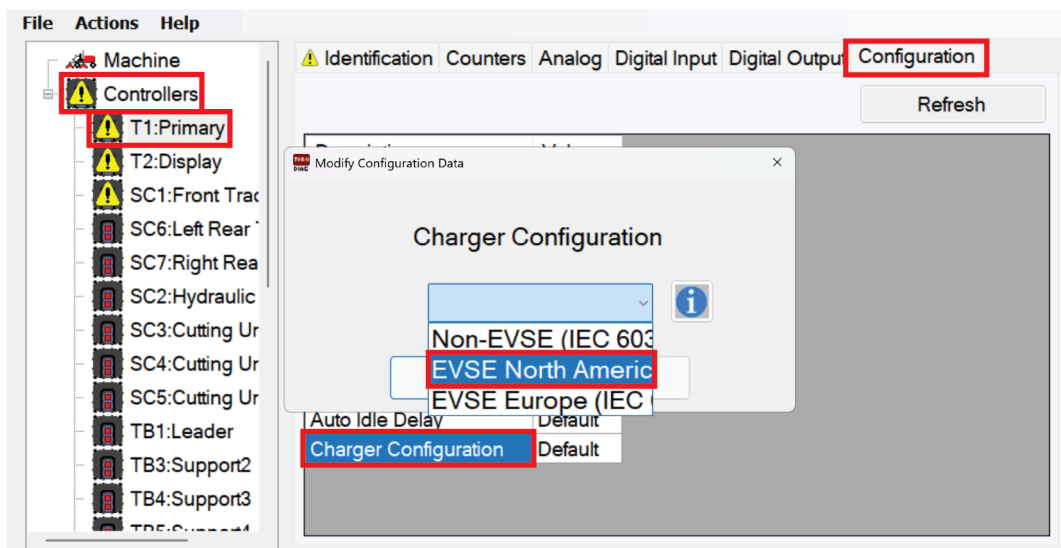 File Actions Help
Machine
Controllers
T1:Primary
T2:Display
SC1:Front Trac
SC6:Left Rear
SC7:Right Rea
SC2:Hydraulic
SC3:Cutting Ur
SC4:Cutting Ur
SC5:Cutting Ur
TB1:Leader
TB3:Support2
TB4:Support3
Identification Counters Analog Digital Input Digital Output Configuration
Refresh
TORO
DIAG
Modify Configuration Data
Charger Configuration
Non-EVSE (IEC 603
EVSE North Americ
EVSE Europe (IEC
Auto Idle Delay Default
Charger Configuration Default